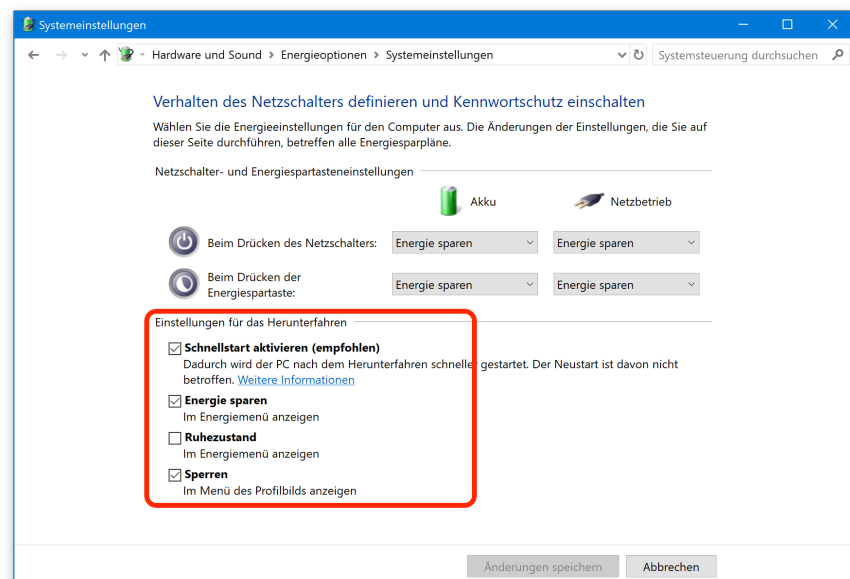 Systemeinstellungen
Hardware und Sound > Energieoptionen > Systemeinstellungen
Systemsteuerung durchsuchen
Verhalten des Netzschalters definieren und Kennwortschutz einschalten
Wählen Sie die Energieeinstellungen für den Computer aus. Die Änderungen der Einstellungen, die Sie auf
dieser Seite durchführen, betreffen alle Energiesparpläne.
Netzschalter- und Energiespartasteneinstellungen
Akku
Netzbetrieb
Beim Drücken des Netzschalters:
Energie sparen
Energie sparen
Beim Drücken der
Energiespartaste:
Energie sparen
Energie sparen
Einstellungen für das Herunterfahren
Schnellstart aktivieren (empfohlen)
Dadurch wird der PC nach dem Herunterfahren schneller gestartet. Der Neustart ist davon nicht
betroffen. Weitere Informationen
Energie sparen
Im Energiemenü anzeigen
Ruhezustand
Im Energiemenü anzeigen
Sperren
Im Menü des Profilbilds anzeigen
Änderungen speichern
Abbrechen